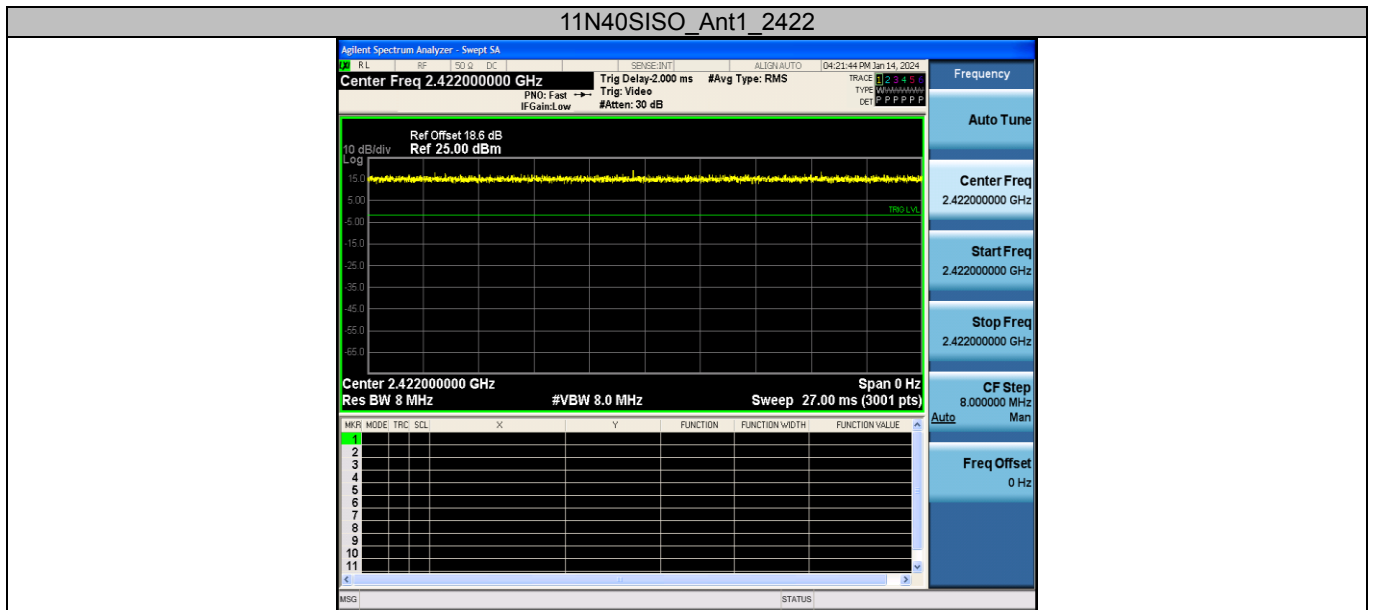 11N40SISO_Ant1_2422
Agilent Spectrum Analyzer - Swept SA
RL RF 50 Ω DC SENSE:INT ALIGN AUTO 04:21:44 PM Jan 14, 2024
Center Freq 2.422000000 GHz
PNO: Fast
IFGain:Low
Trig Delay-2.000 ms
Trig: Video
#Atten: 30 dB
#Avg Type: RMS
TRACE 1 2 3 4 5 6
TYPE
DET P P P P P P
Ref Offset 18.6 dB
10 dB/div Ref 25.00 dBm
Log
15.0
5.00
TRIG LVL
-5.00
-15.0
-25.0
-35.0
-45.0
-55.0
-65.0
Center 2.422000000 GHz Span 0 Hz
Res BW 8 MHz #VBW 8.0 MHz Sweep 27.00 ms (3001 pts)
MKR MODE TRC SCL X Y FUNCTION FUNCTION WIDTH FUNCTION VALUE
1
2
3
4
5
6
7
8
9
10
11
MSG STATUS
Frequency
Auto Tune
Center Freq
2.422000000 GHz
Start Freq
2.422000000 GHz
Stop Freq
2.422000000 GHz
CF Step
8.000000 MHz
Auto Man
Freq Offset
0 Hz